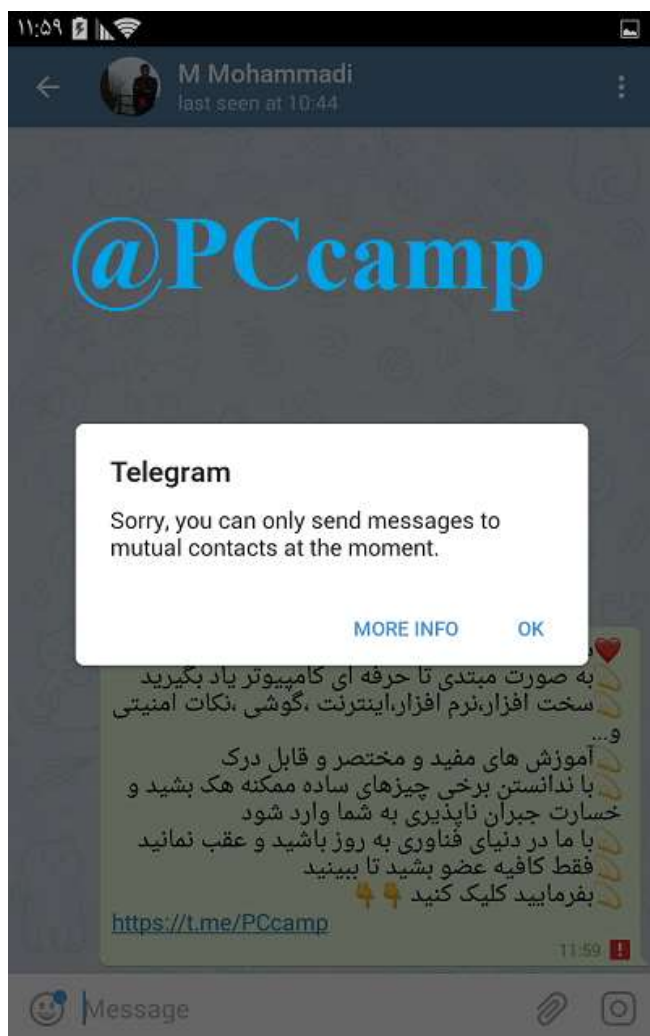 ۱۱:۵۹
M Mohammadi
last seen at 10:44
@PCcamp
Telegram
Sorry, you can only send messages to
mutual contacts at the moment.
MORE INFO OK
به صورت مبتدی تا حرفه ای کامپیوتر یاد بگیرید
سخت افزار،نرم افزار،اینترنت ،گوشی ،نکات امنیتی
و...
آموزش های مفید و مختصر و قابل درک
با ندانستن برخی چیزهای ساده ممکنه هک بشید و
خسارت جبران ناپذیری به شما وارد شود
با ما در دنیای فناوری به روز باشید و عقب نمانید
فقط کافیه عضو بشید تا ببینید
بفرمایید کلیک کنید 👇👇
https://t.me/PCcamp
11:59
Message